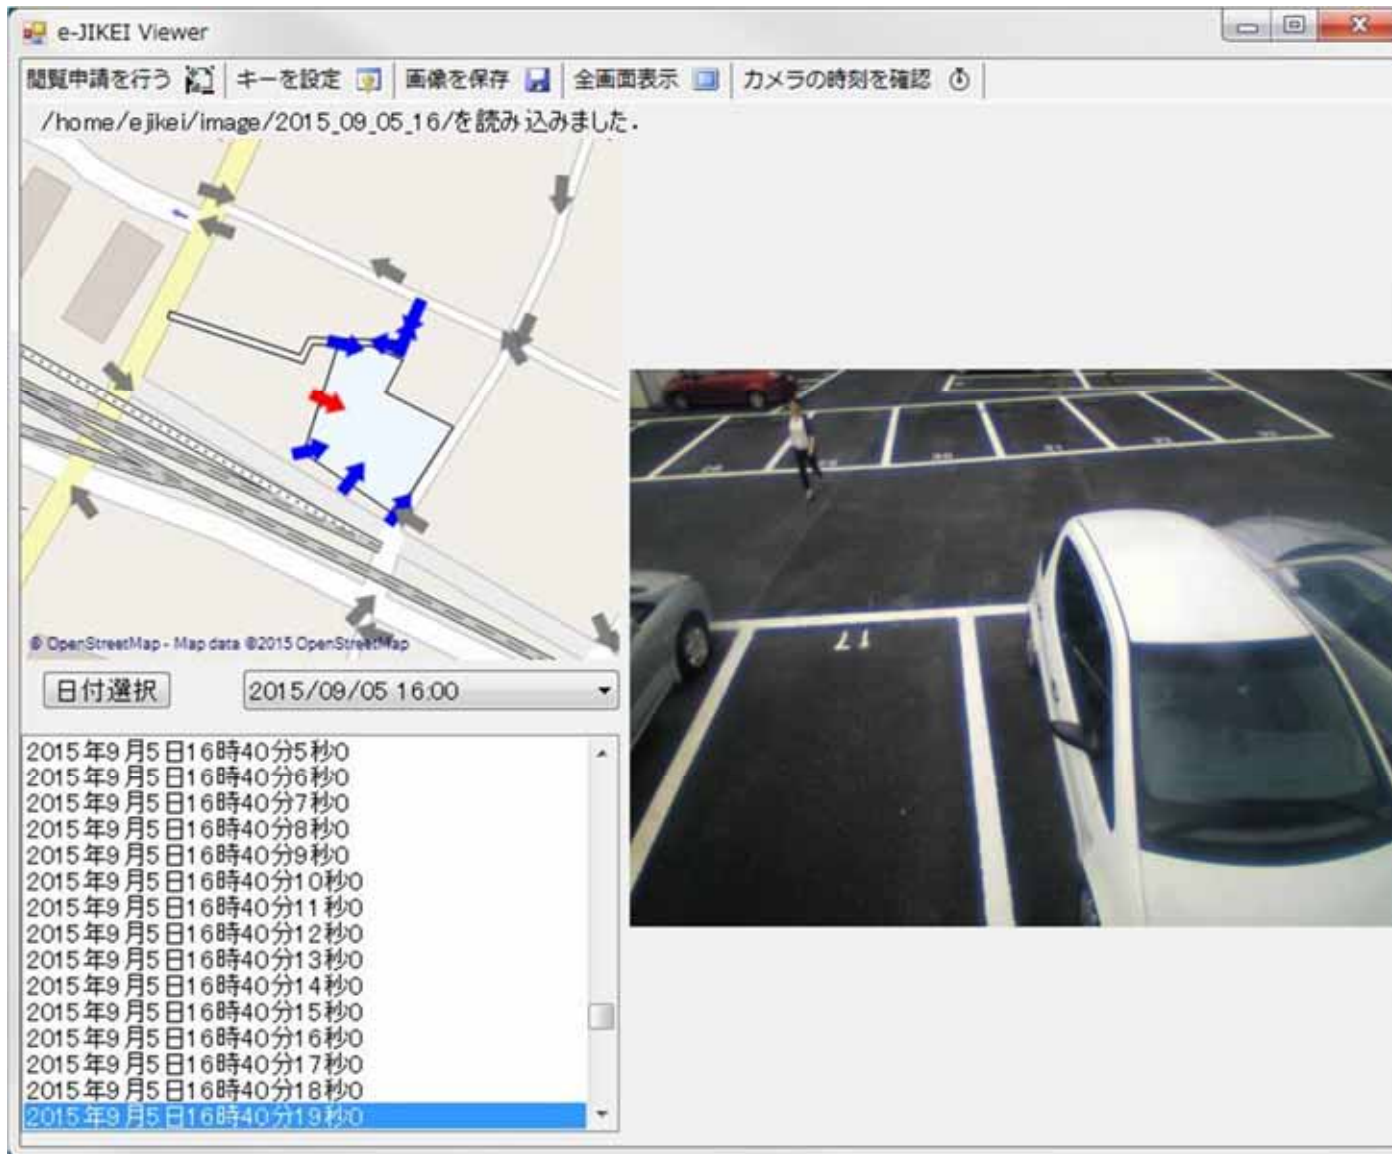 e-JIKEI Viewer
閲覧申請を行う キーを設定 画像を保存 全画面表示 カメラの時刻を確認
/home/ejikei/image/2015_09_05_16/を読み込みました.
© OpenStreetMap - Map data ©2015 OpenStreetMap
日付選択 2015/09/05 16:00
2015年9月5日16時40分5秒0
2015年9月5日16時40分6秒0
2015年9月5日16時40分7秒0
2015年9月5日16時40分8秒0
2015年9月5日16時40分9秒0
2015年9月5日16時40分10秒0
2015年9月5日16時40分11秒0
2015年9月5日16時40分12秒0
2015年9月5日16時40分13秒0
2015年9月5日16時40分14秒0
2015年9月5日16時40分15秒0
2015年9月5日16時40分16秒0
2015年9月5日16時40分17秒0
2015年9月5日16時40分18秒0
2015年9月5日16時40分19秒0
17